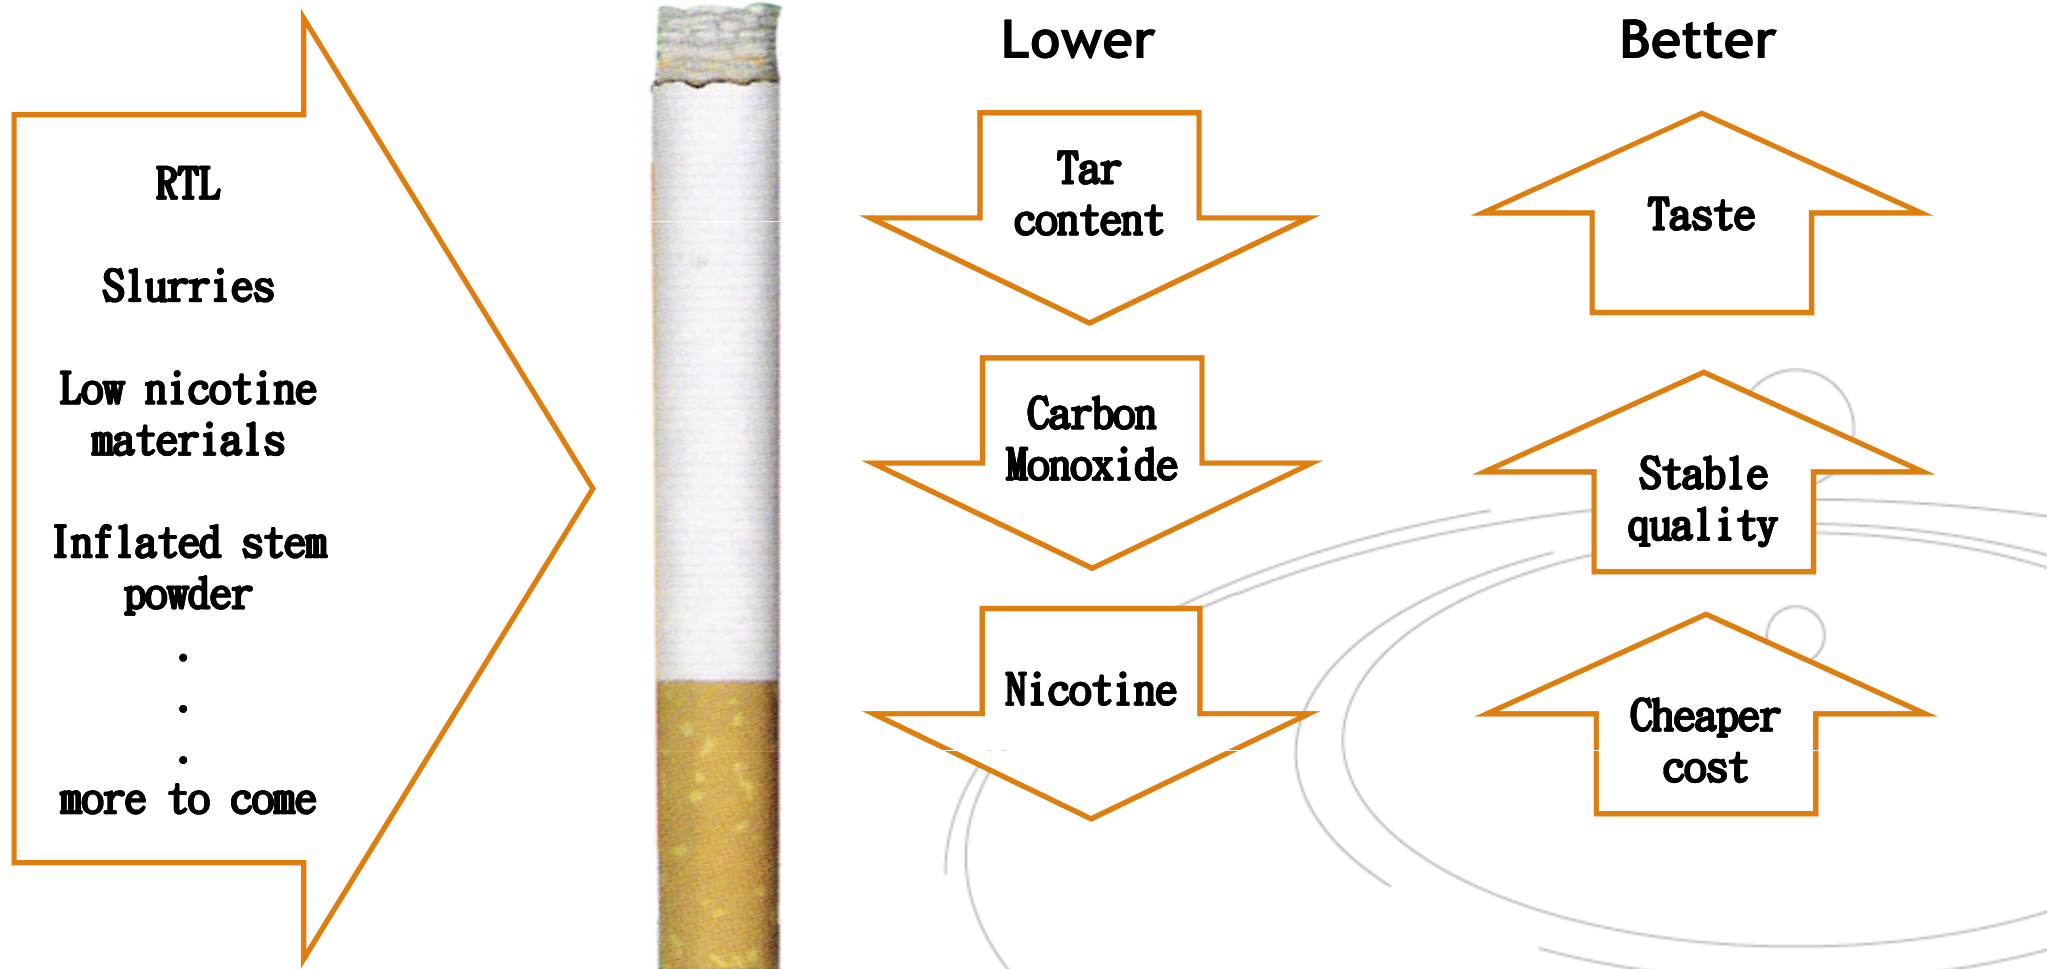 RTL
Slurries
Low nicotine
materials
Inflated stem
powder
.
.
.
more to come
Lower
Tar
content
Carbon
Monoxide
Nicotine
Better
Taste
Stable
quality
Cheaper
cost